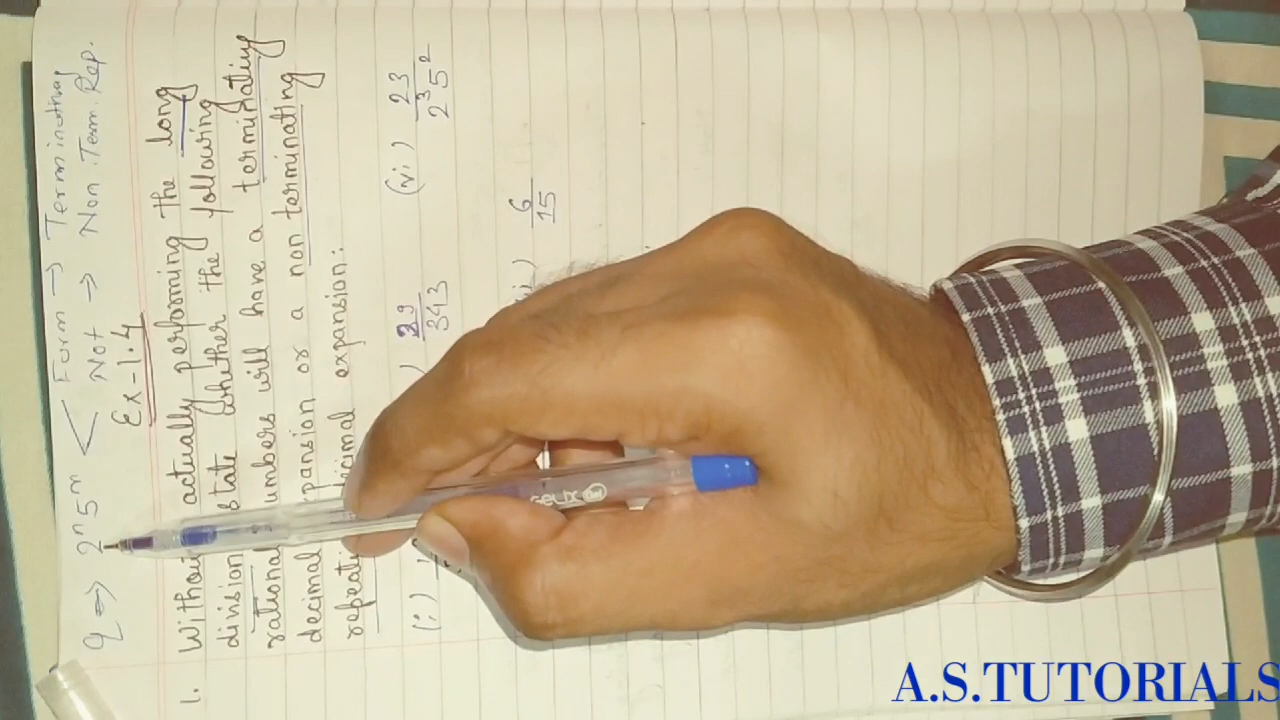 q => 2ⁿ5ᵐ < Form → Terminating
Not → Non. Term. Rep.
Ex-1.4
1. Without actually performing the long
division state whether the following
rational numbers will have a terminating
decimal expansion or a non terminating
decimal expansion:
(i)
29/343
(vi) 23/2³5²
6/15
A.S.TUTORIALS